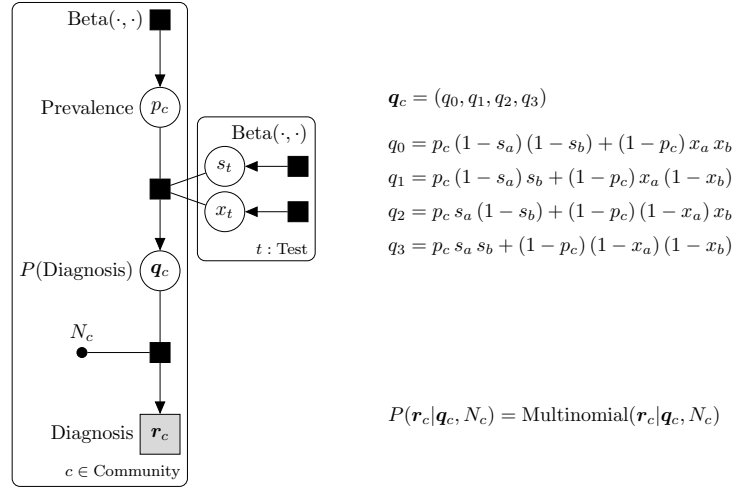 Beta(·, ·)
Prevalence p_c
Beta(·, ·)
s_t
x_t
t : Test
P(Diagnosis) q_c
N_c
Diagnosis r_c
c ∈ Community
q_c = (q_0, q_1, q_2, q_3)
q_0 = p_c (1 − s_a) (1 − s_b) + (1 − p_c) x_a x_b
q_1 = p_c (1 − s_a) s_b + (1 − p_c) x_a (1 − x_b)
q_2 = p_c s_a (1 − s_b) + (1 − p_c) (1 − x_a) x_b
q_3 = p_c s_a s_b + (1 − p_c) (1 − x_a) (1 − x_b)
P(r_c|q_c, N_c) = Multinomial(r_c|q_c, N_c)